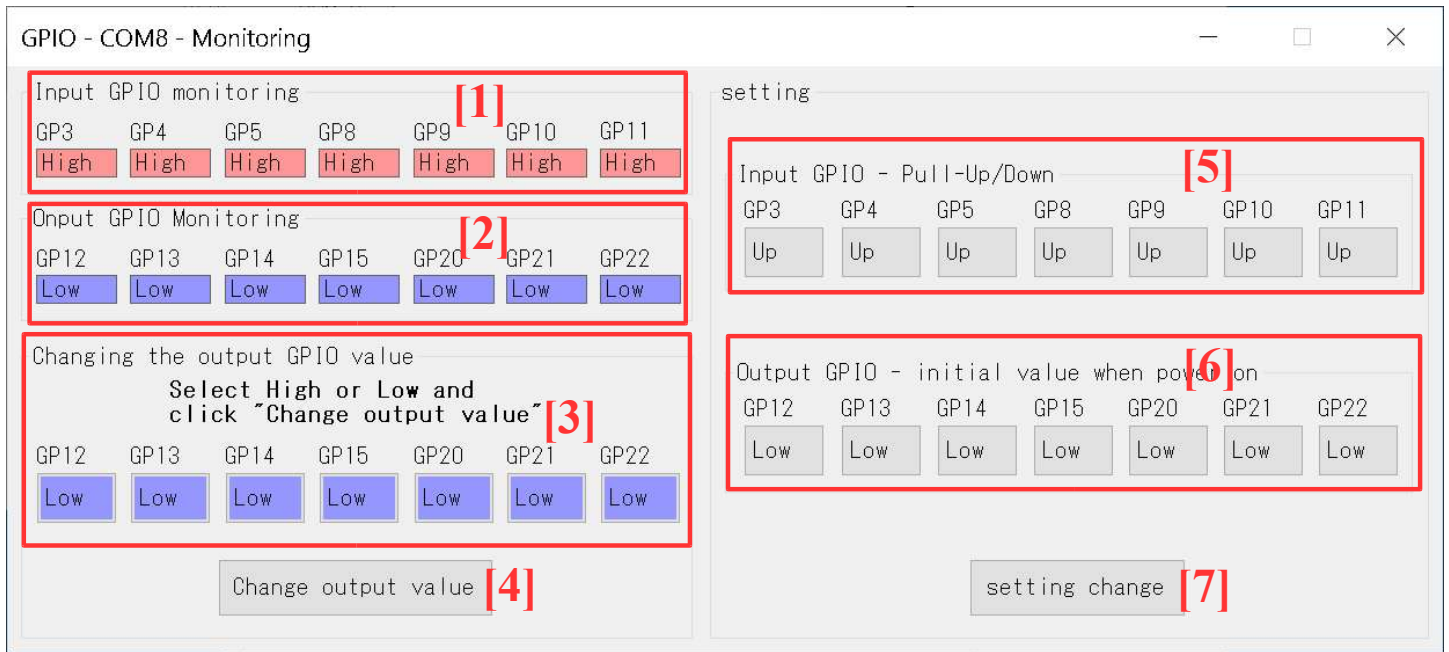 GPIO - COM8 - Monitoring
Input GPIO monitoring
[1]
GP3 GP4 GP5 GP8 GP9 GP10 GP11
High High High High High High High
Onput GPIO Monitoring
[2]
GP12 GP13 GP14 GP15 GP20 GP21 GP22
Low Low Low Low Low Low Low
Changing the output GPIO value
Select High or Low and
click "Change output value"
[3]
GP12 GP13 GP14 GP15 GP20 GP21 GP22
Low Low Low Low Low Low Low
Change output value [4]
setting
[5]
Input GPIO - Pull-Up/Down
GP3 GP4 GP5 GP8 GP9 GP10 GP11
Up Up Up Up Up Up Up
[6]
Output GPIO - initial value when power on
GP12 GP13 GP14 GP15 GP20 GP21 GP22
Low Low Low Low Low Low Low
setting change [7]